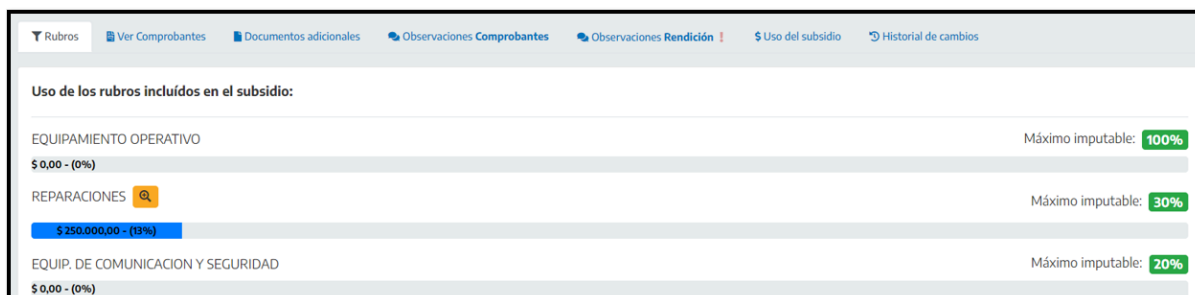 Rubros Ver Comprobantes Documentos adicionales Observaciones Comprobantes Observaciones Rendición ! $ Uso del subsidio Historial de cambios
Uso de los rubros incluídos en el subsidio:
EQUIPAMIENTO OPERATIVO Máximo imputable: 100%
$ 0,00 - (0%)
REPARACIONES Máximo imputable: 30%
$ 250.000,00 - (13%)
EQUIP. DE COMUNICACION Y SEGURIDAD Máximo imputable: 20%
$ 0,00 - (0%)